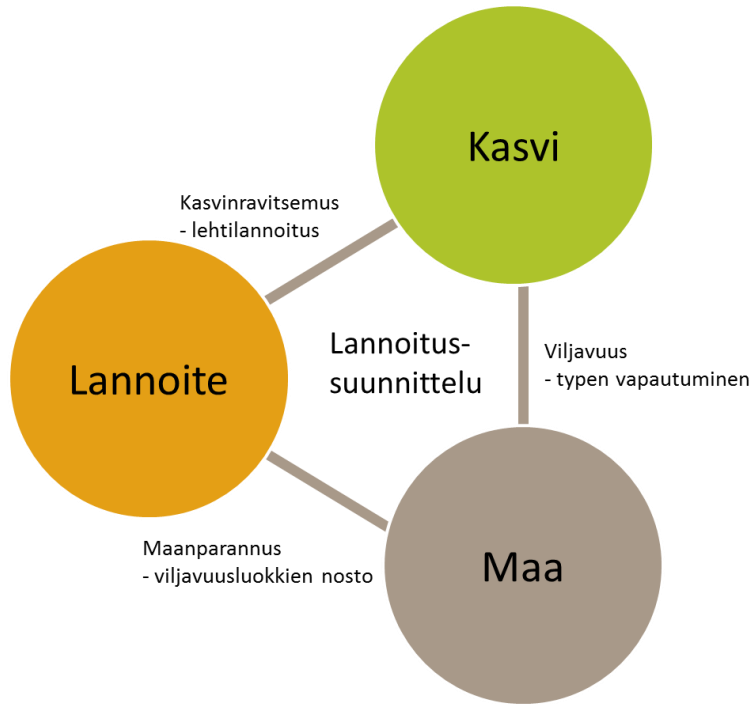 Kasvi
Kasvinravitsemus
- lehtilannoitus
Lannoite
Lannoitus-
suunnittelu
Viljavuus
- typen vapautuminen
Maanparannus
- viljavuusluokkien nosto
Maa